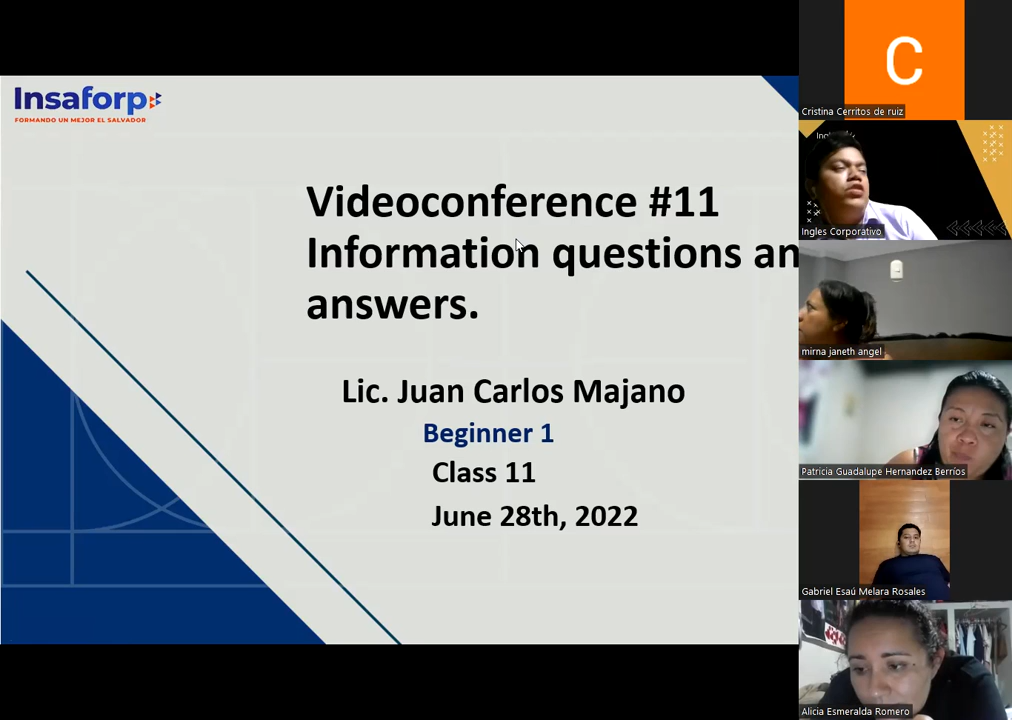 Insaforp
FORMANDO UN MEJOR EL SALVADOR
Videoconference #11
Information questions an
answers.
Lic. Juan Carlos Majano
Beginner 1
Class 11
June 28th, 2022
C
Cristina Cerritos de ruiz
Ingles Corporativo
mirna janeth angel
Patricia Guadalupe Hernandez Berríos
Gabriel Esaú Melara Rosales
Alicia Esmeralda Romero